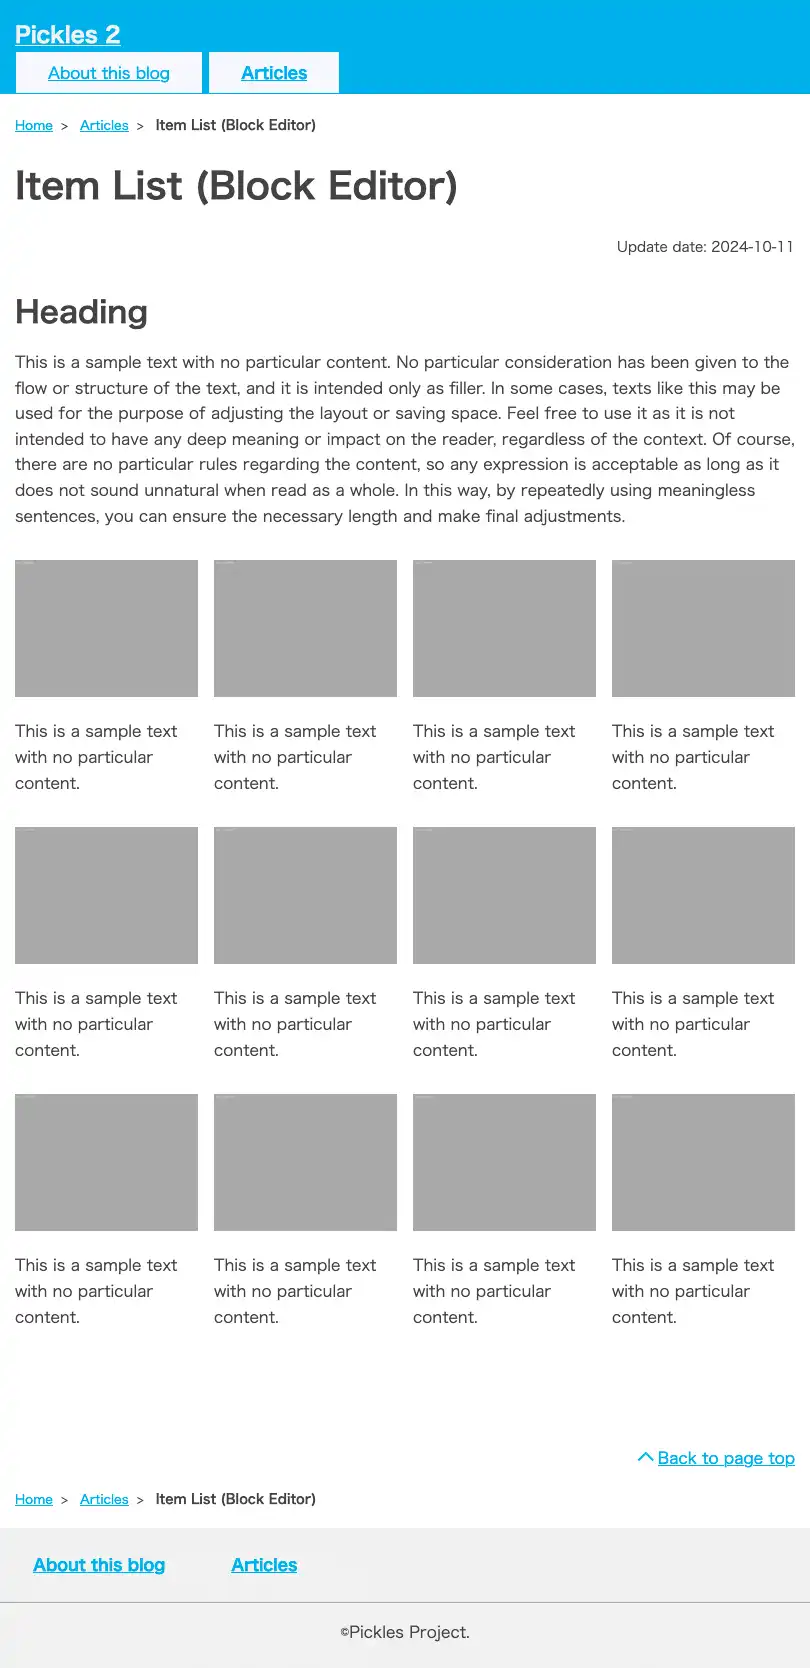 Pickles 2
About this blog
Articles
Home > Articles > Item List (Block Editor)
Item List (Block Editor)
Update date: 2024-10-11
Heading
This is a sample text with no particular content. No particular consideration has been given to the
flow or structure of the text, and it is intended only as filler. In some cases, texts like this may be
used for the purpose of adjusting the layout or saving space. Feel free to use it as it is not
intended to have any deep meaning or impact on the reader, regardless of the context. Of course,
there are no particular rules regarding the content, so any expression is acceptable as long as it
does not sound unnatural when read as a whole. In this way, by repeatedly using meaningless
sentences, you can ensure the necessary length and make final adjustments.
This is a sample text
with no particular
content.
This is a sample text
with no particular
content.
This is a sample text
with no particular
content.
This is a sample text
with no particular
content.
This is a sample text
with no particular
content.
This is a sample text
with no particular
content.
This is a sample text
with no particular
content.
This is a sample text
with no particular
content.
This is a sample text
with no particular
content.
This is a sample text
with no particular
content.
This is a sample text
with no particular
content.
This is a sample text
with no particular
content.
Back to page top
Home > Articles > Item List (Block Editor)
About this blog
Articles
©Pickles Project.